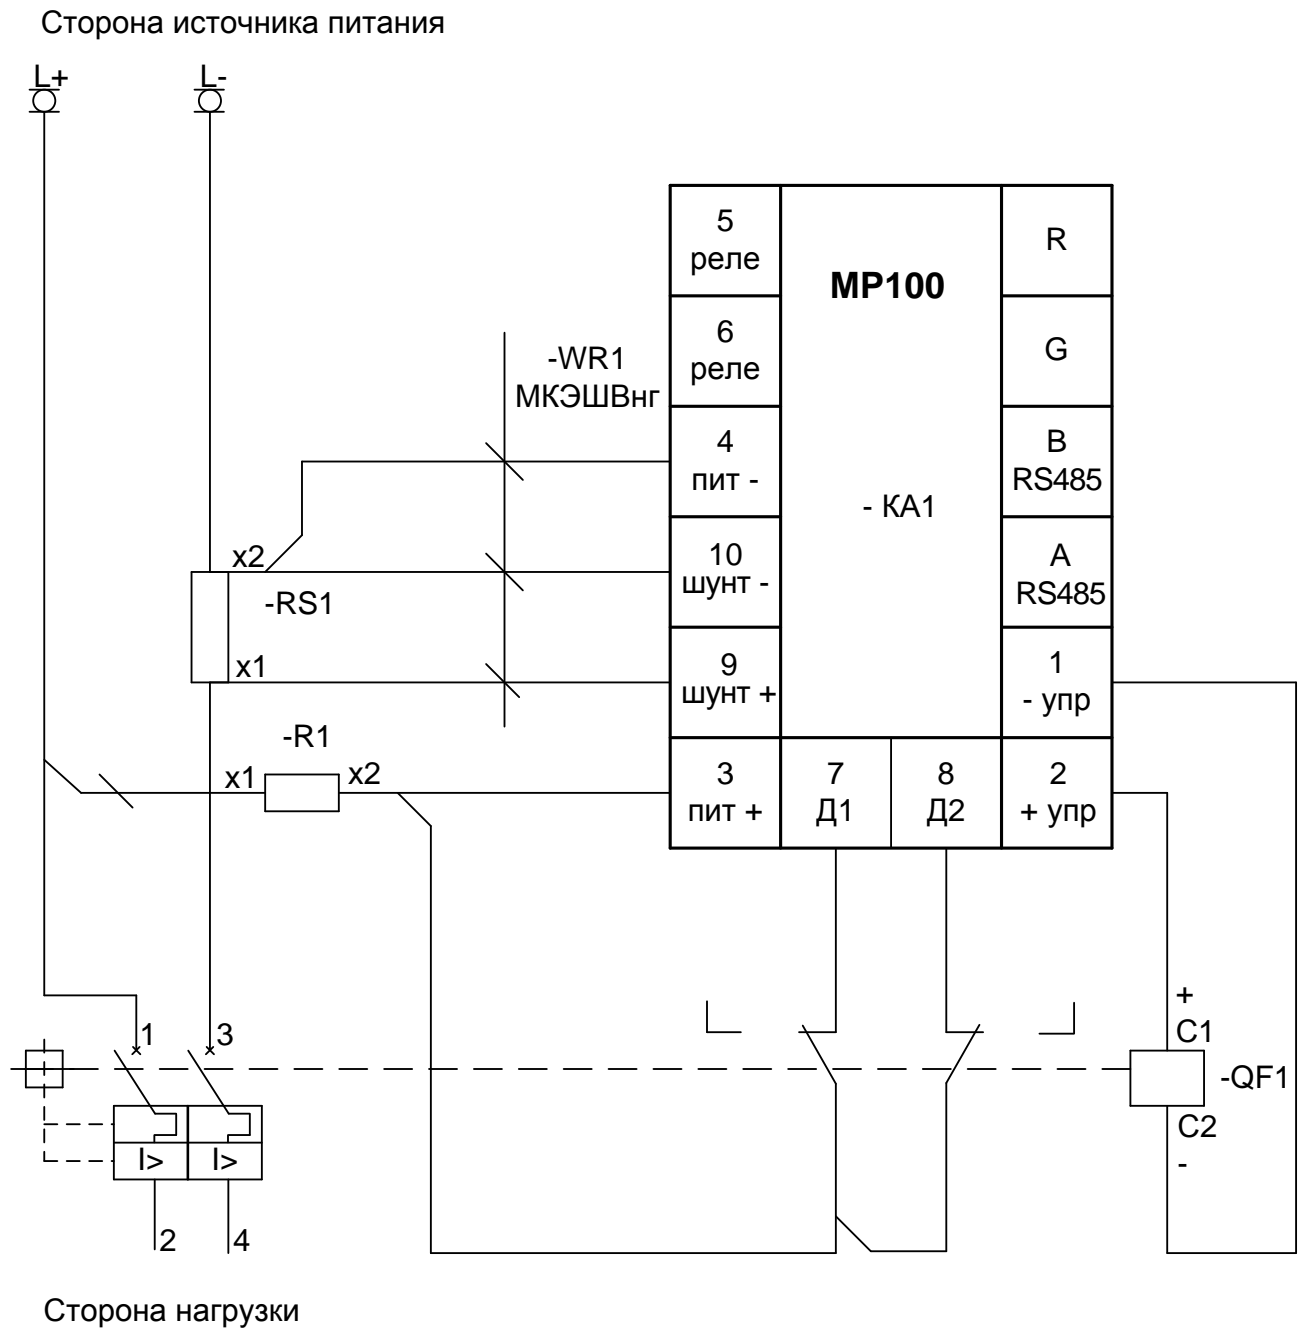 Сторона источника питания
L+
L-
5
реле
МР100
R
6
реле
G
-WR1
МКЭШВнг
4
пит -
- КА1
B
RS485
10
шунт -
A
RS485
x2
-RS1
x1
9
шунт +
1
- упр
-R1
x1
x2
3
пит +
7
Д1
8
Д2
2
+ упр
1
3
+
C1
-QF1
C2
-
I>
I>
2
4
Сторона нагрузки